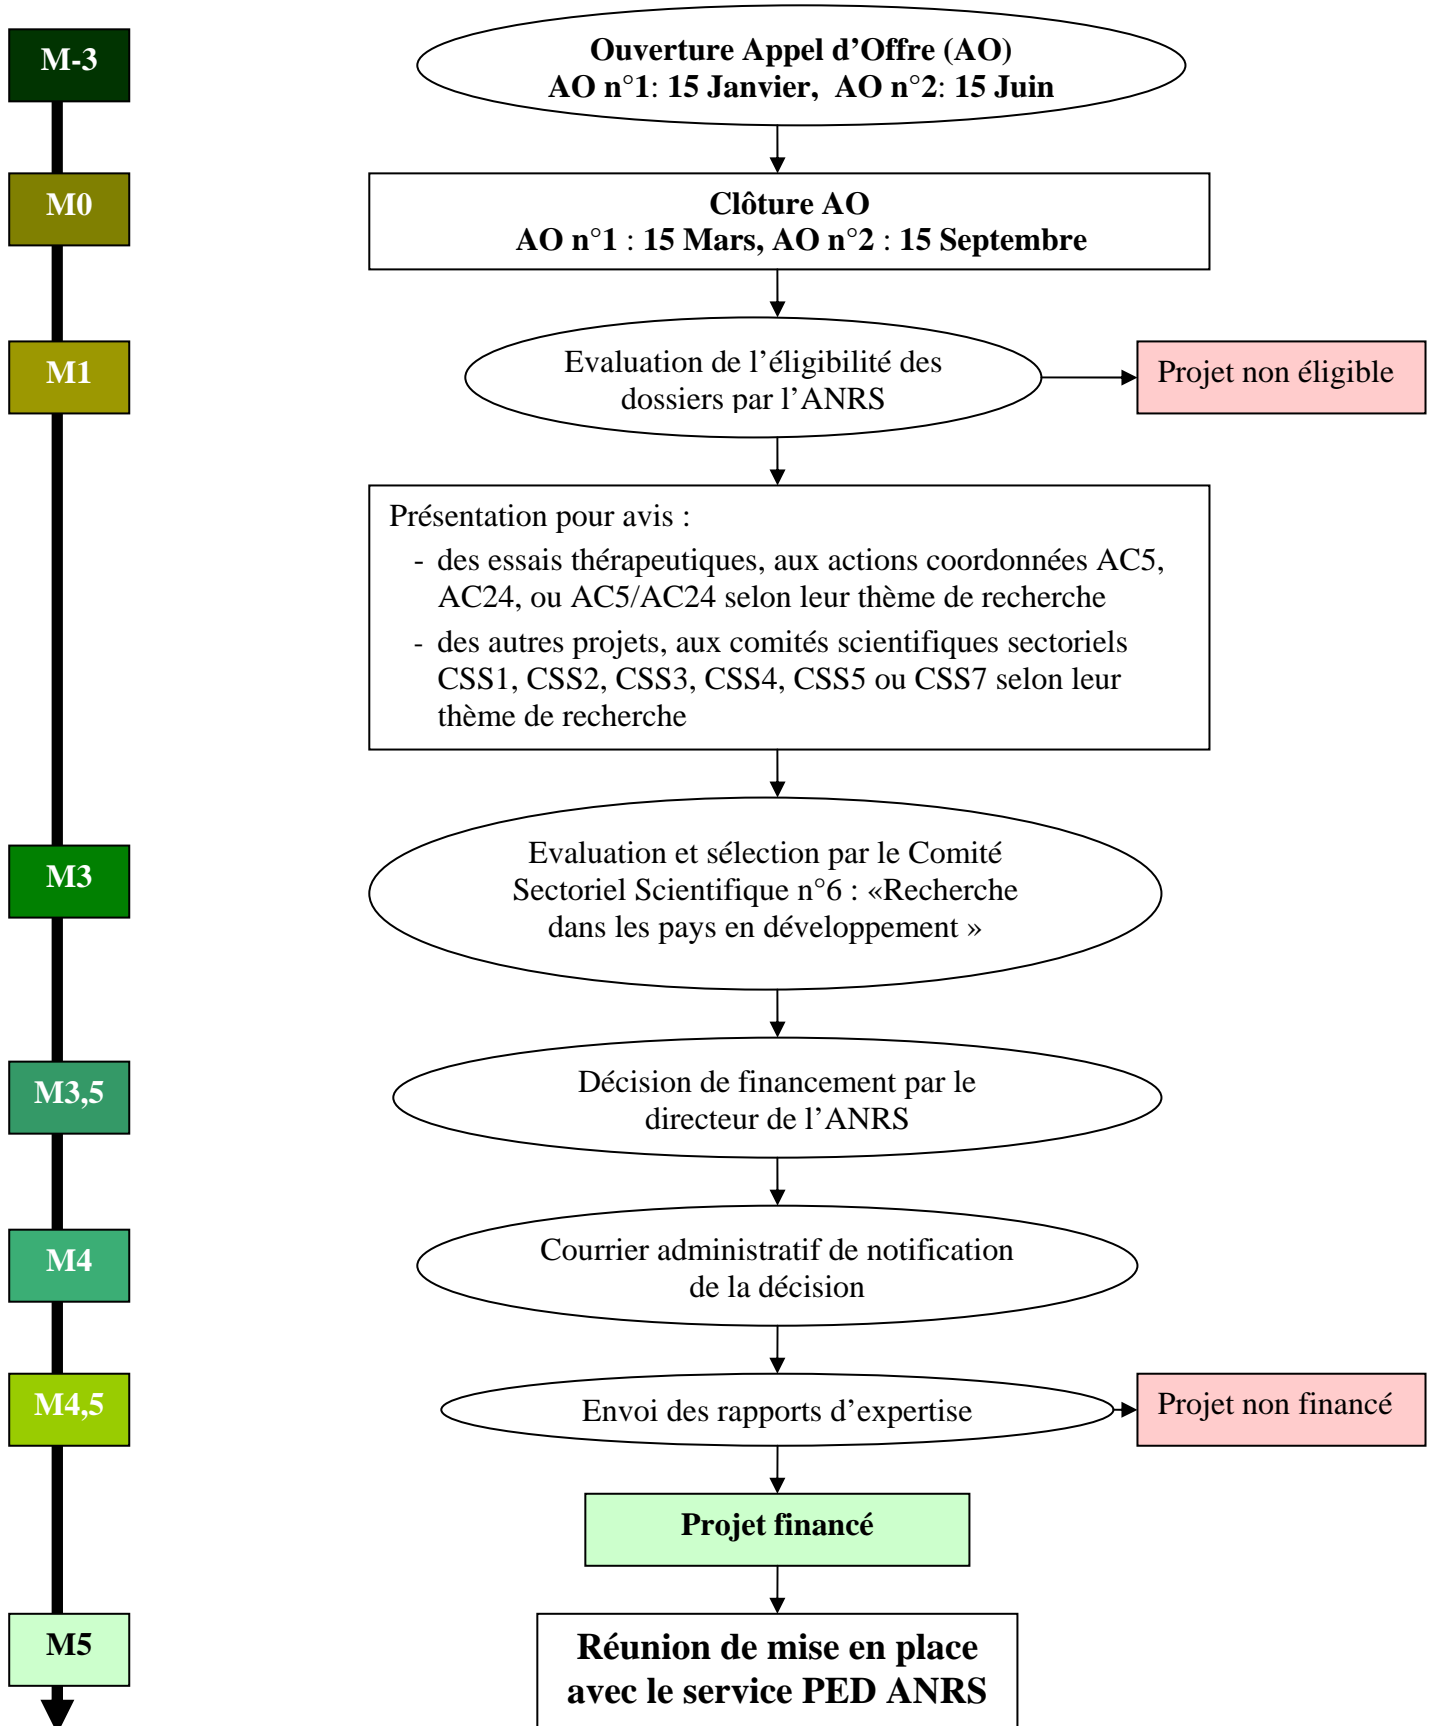 M-3
Ouverture Appel d’Offre (AO)
AO n°1: 15 Janvier, AO n°2: 15 Juin
M0
Clôture AO
AO n°1 : 15 Mars, AO n°2 : 15 Septembre
M1
Evaluation de l’éligibilité des
dossiers par l’ANRS
Projet non éligible
Présentation pour avis :
- des essais thérapeutiques, aux actions coordonnées AC5,
AC24, ou AC5/AC24 selon leur thème de recherche
- des autres projets, aux comités scientifiques sectoriels
CSS1, CSS2, CSS3, CSS4, CSS5 ou CSS7 selon leur
thème de recherche
M3
Evaluation et sélection par le Comité
Sectoriel Scientifique n°6 : «Recherche
dans les pays en développement »
M3,5
Décision de financement par le
directeur de l’ANRS
M4
Courrier administratif de notification
de la décision
M4,5
Envoi des rapports d’expertise
Projet non financé
Projet financé
M5
Réunion de mise en place
avec le service PED ANRS